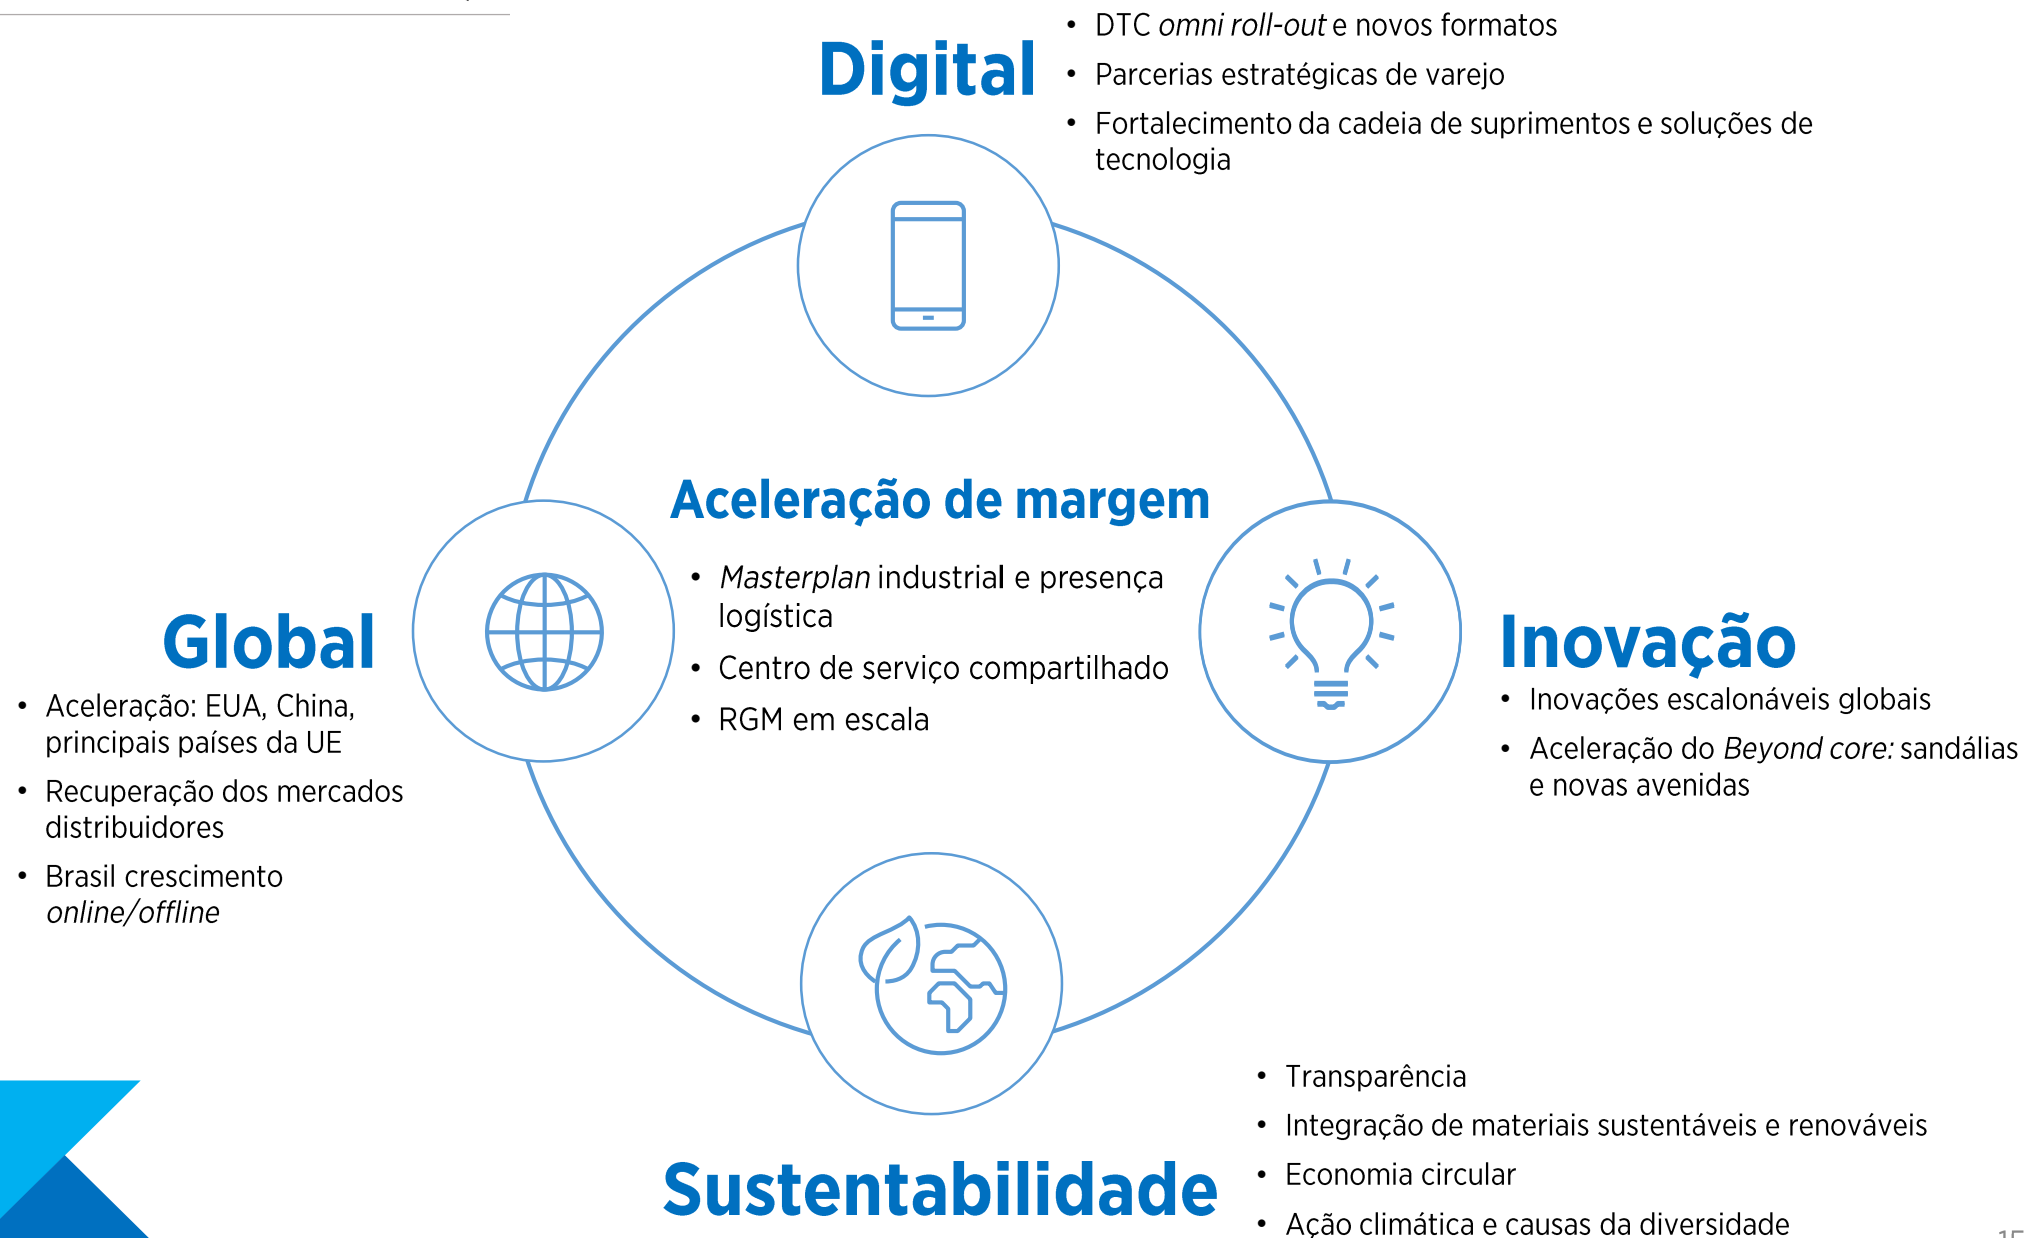 Digital
• DTC omni roll-out e novos formatos
• Parcerias estratégicas de varejo
• Fortalecimento da cadeia de suprimentos e soluções de
tecnologia
Aceleração de margem
• Masterplan industrial e presença
logística
• Centro de serviço compartilhado
• RGM em escala
Global
• Aceleração: EUA, China,
principais países da UE
• Recuperação dos mercados
distribuidores
• Brasil crescimento
online/offline
Inovação
• Inovações escalonáveis globais
• Aceleração do Beyond core: sandálias
e novas avenidas
Sustentabilidade
• Transparência
• Integração de materiais sustentáveis e renováveis
• Economia circular
• Ação climática e causas da diversidade